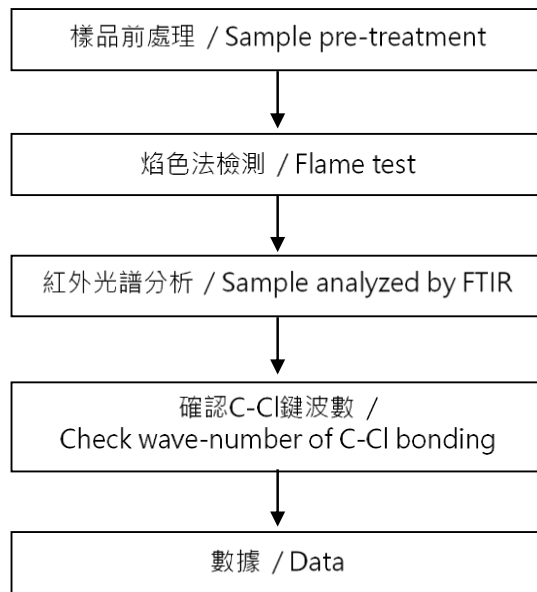 樣品前處理 / Sample pre-treatment
焰色法檢測 / Flame test
紅外光譜分析 / Sample analyzed by FTIR
確認C-Cl鍵波數 /
Check wave-number of C-Cl bonding
數據 / Data